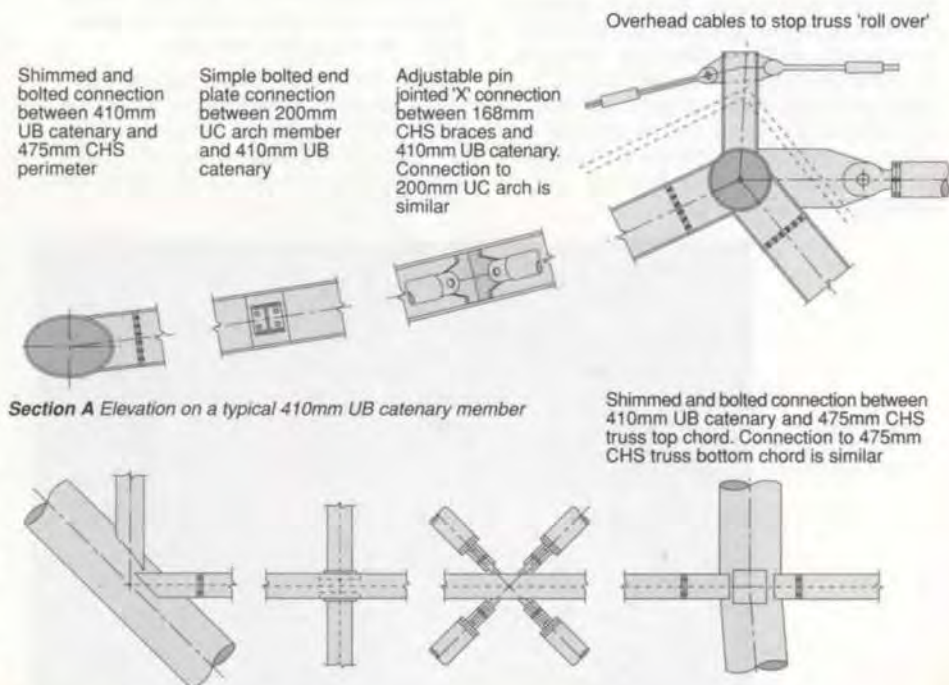 Overhead cables to stop truss 'roll over'
Shimmed and
bolted connection
between 410mm
UB catenary and
475mm CHS
perimeter
Simple bolted end
plate connection
between 200mm
UC arch member
and 410mm UB
catenary
Adjustable pin
jointed 'X' connection
between 168mm
CHS braces and
410mm UB catenary.
Connection to
200mm UC arch is
similar
Section A Elevation on a typical 410mm UB catenary member
Shimmed and bolted connection between
410mm UB catenary and 475mm CHS
truss top chord. Connection to 475mm
CHS truss bottom chord is similar